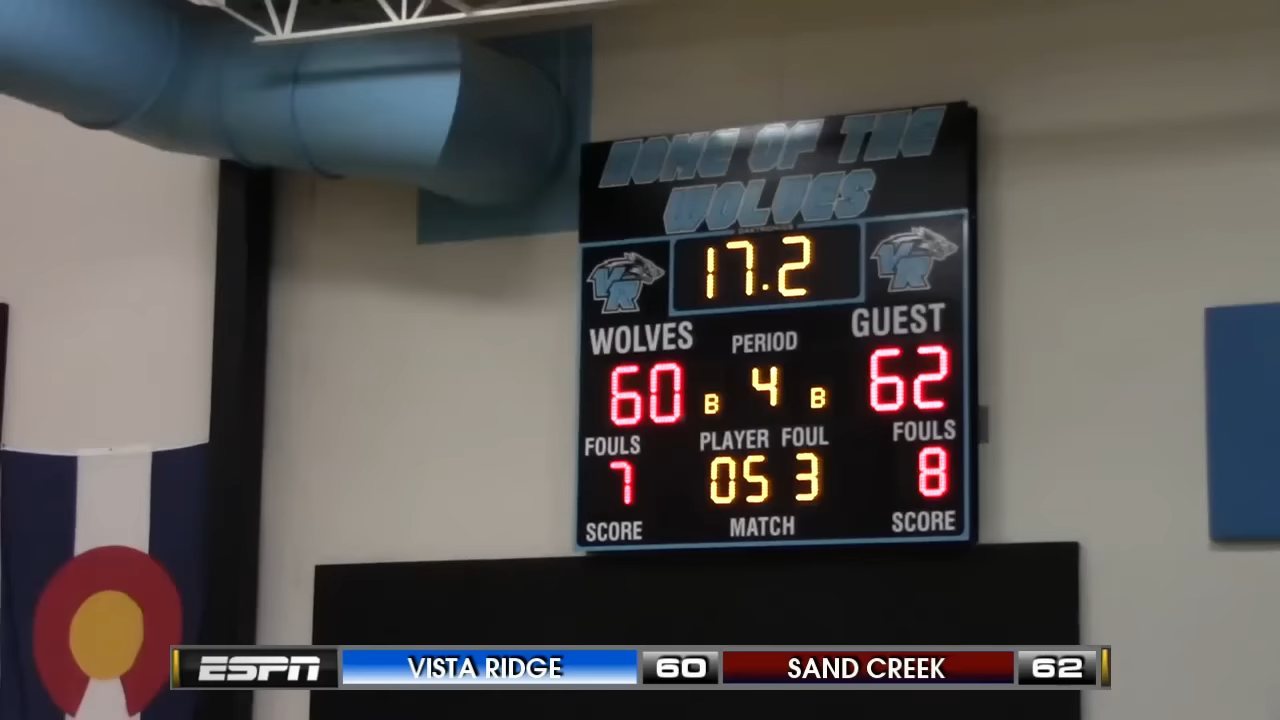 HOME OF THE
WOLVES
DAKTRONICS
17.2
VR
VR
WOLVES
PERIOD
GUEST
60 B 4 B 62
FOULS
PLAYER FOUL
FOULS
7 05 3 8
SCORE
MATCH
SCORE
ESPN VISTA RIDGE 60 SAND CREEK 62